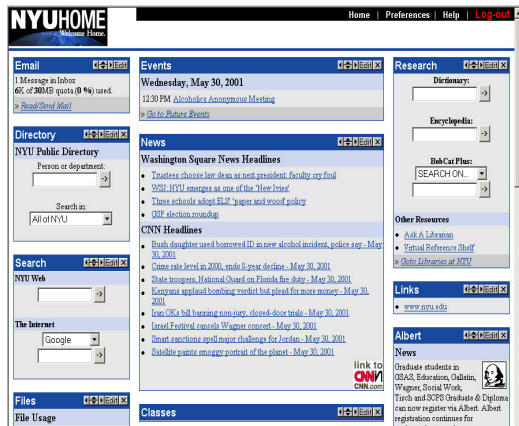 NYUHOME
Welcome Home.
Home | Preferences | Help | Log-out
Email
Edit
1 Message in Inbox
6K of 30MB quota (0 %) used.
» Read/Send Mail
Directory
Edit
NYU Public Directory
Person or department:
Search in:
All of NYU
Search
Edit
NYU Web
The Internet
Google
Files
Edit
File Usage
Events
Edit
Wednesday, May 30, 2001
12:30 PM Alcoholics Anonymous Meeting
» Go to Future Events
News
Edit
Washington Square News Headlines
Trustees choose law dean as next president: faculty cry foul
WSJ: NYU emerges as one of the 'New Ivies'
Three schools adopt ELS' 'paper and wood' policy
GSP election roundup
CNN Headlines
Bush daughter used borrowed ID in new alcohol incident, police say - May
30, 2001
Crime rate level in 2000, ends 8-year decline - May 30, 2001
State troopers, National Guard on Florida fire duty - May 30, 2001
Kenyans applaud bombing verdict but plead for more money - May 30,
2001
Iran OKs bill banning non-jury, closed-door trials - May 30, 2001
Israel Festival cancels Wagner concert - May 30, 2001
Smart sanctions spell major challenge for Jordan - May 30, 2001
Satellite paints smoggy portrait of the planet - May 30, 2001
link to
CNN
CNN.com
Classes
Edit
Research
Edit
Dictionary:
Encyclopedia:
BobCat Plus:
SEARCH ON...
Other Resources
Ask A Librarian
Virtual Reference Shelf
» Goto Libraries at NYU
Links
Edit
www.nyu.edu
Albert
Edit
News
Graduate students in
GSAS, Education, Gallatin,
Wagner, Social Work,
Tisch and SCPS Graduate & Diploma
can now register via Albert. Albert
registration continues for